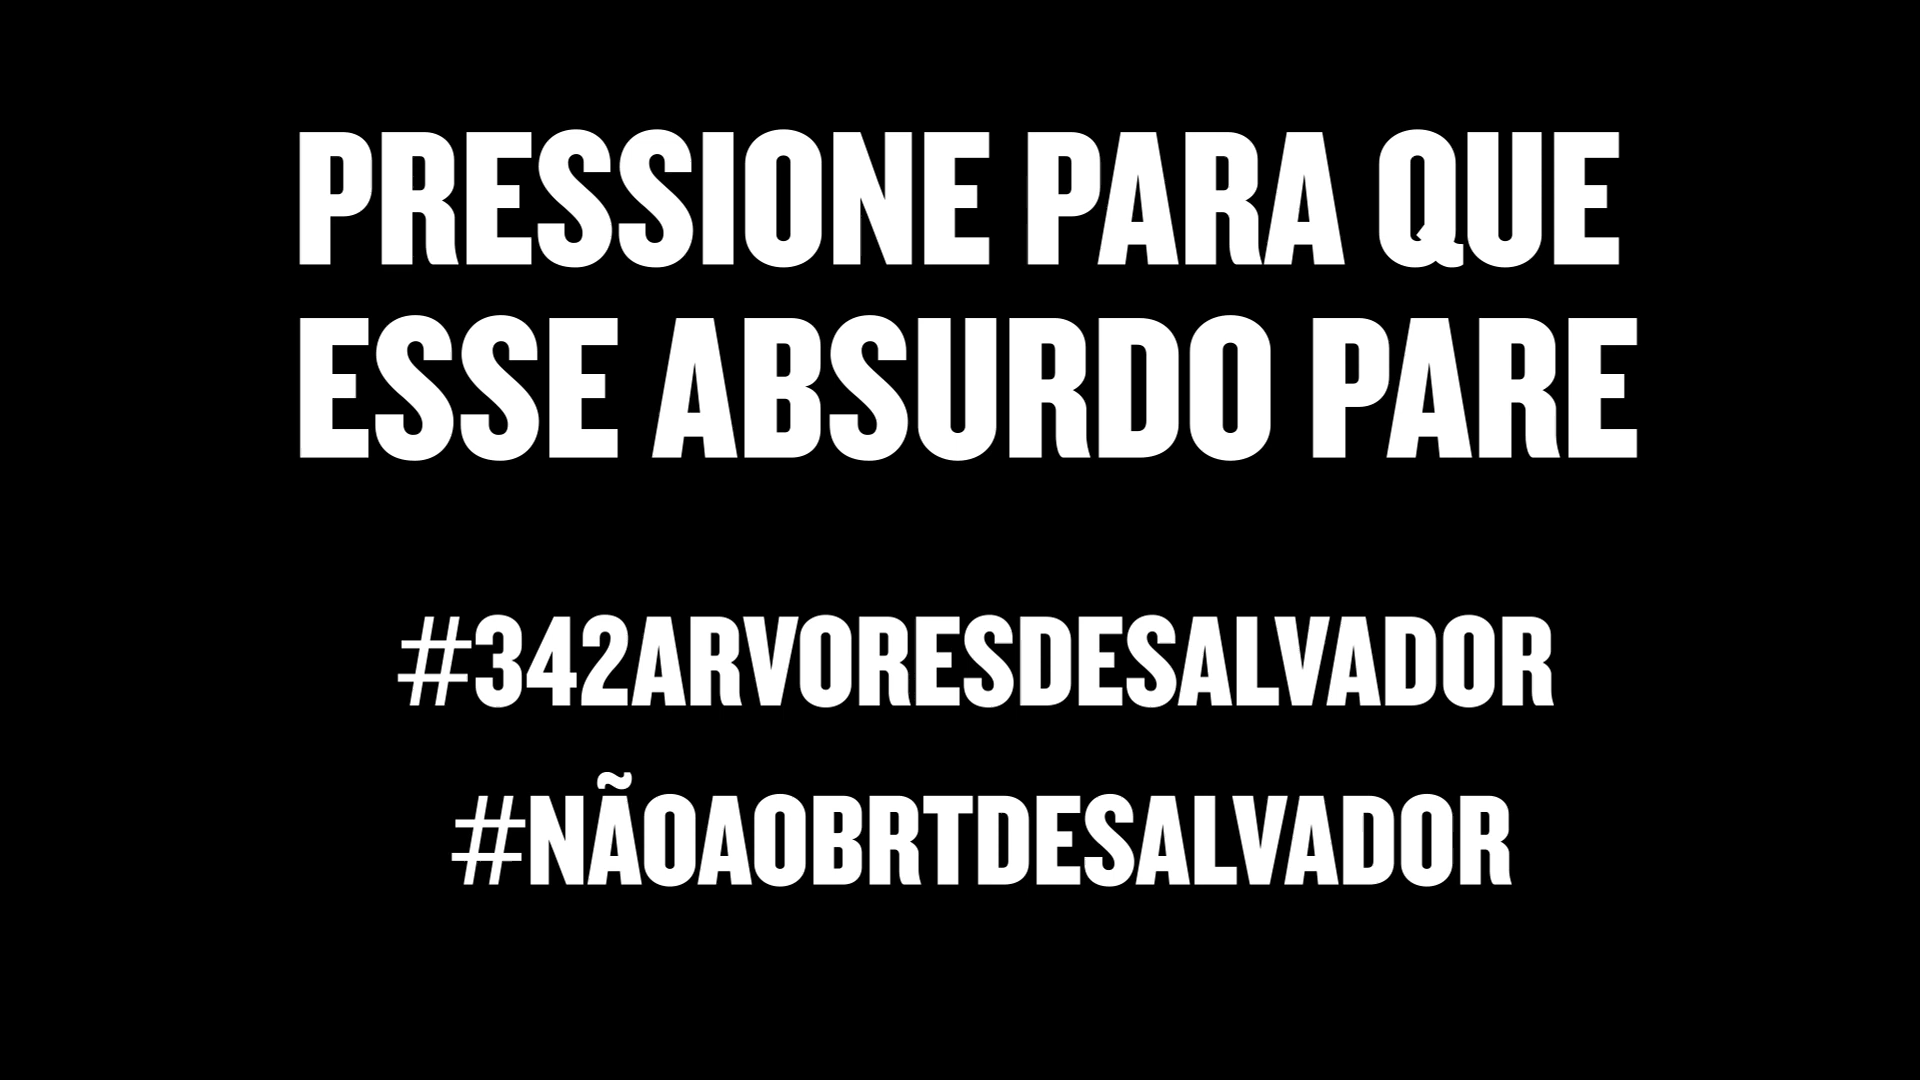 PRESSIONE PARA QUE
ESSE ABSURDO PARE
#342ARVORESDESALVADOR
#NÃOAOBRTDESALVADOR